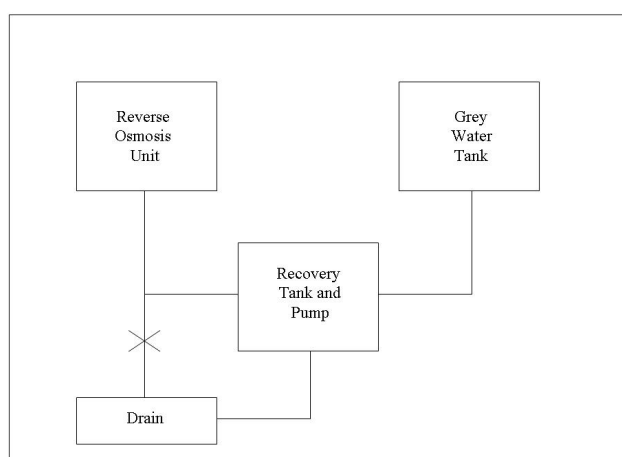 Reverse
Osmosis
Unit
Grey
Water
Tank
Recovery
Tank and
Pump
Drain